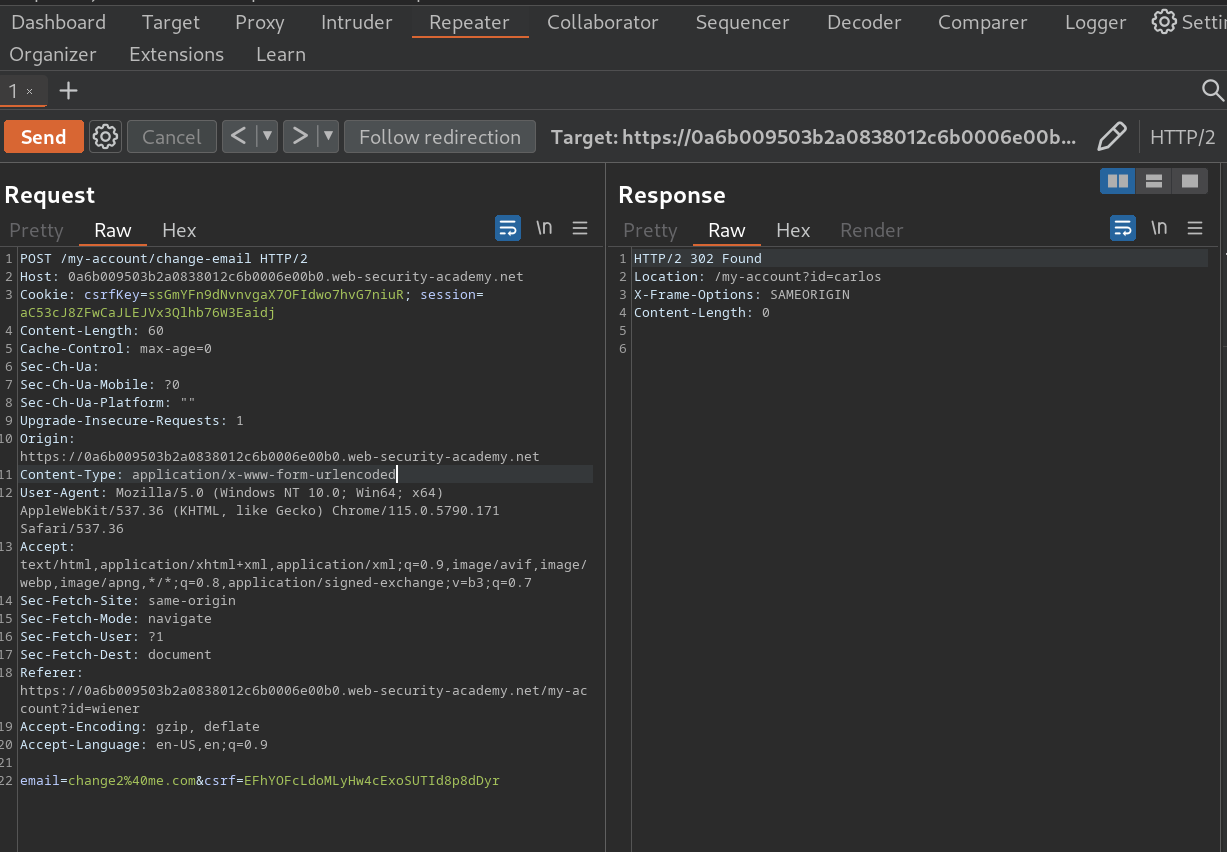 Dashboard Target Proxy Intruder Repeater Collaborator Sequencer Decoder Comparer Logger
Organizer Extensions Learn
1 ×
Send Cancel < > Follow redirection Target: https://0a6b009503b2a0838012c6b0006e00b... HTTP/2
Request
Pretty Raw Hex \n
1 POST /my-account/change-email HTTP/2
2 Host: 0a6b009503b2a0838012c6b0006e00b0.web-security-academy.net
3 Cookie: csrfKey=ssGmYFn9dNvnvgaX7OFIdwo7hvG7niuR; session=
aC53cJ8ZFwCaJLEJVx3Qlhb76W3Eaidj
4 Content-Length: 60
5 Cache-Control: max-age=0
6 Sec-Ch-Ua:
7 Sec-Ch-Ua-Mobile: ?0
8 Sec-Ch-Ua-Platform: ""
9 Upgrade-Insecure-Requests: 1
10 Origin:
https://0a6b009503b2a0838012c6b0006e00b0.web-security-academy.net
11 Content-Type: application/x-www-form-urlencoded
12 User-Agent: Mozilla/5.0 (Windows NT 10.0; Win64; x64)
AppleWebKit/537.36 (KHTML, like Gecko) Chrome/115.0.5790.171
Safari/537.36
13 Accept:
text/html,application/xhtml+xml,application/xml;q=0.9,image/avif,image/
webp,image/apng,*/*;q=0.8,application/signed-exchange;v=b3;q=0.7
14 Sec-Fetch-Site: same-origin
15 Sec-Fetch-Mode: navigate
16 Sec-Fetch-User: ?1
17 Sec-Fetch-Dest: document
18 Referer:
https://0a6b009503b2a0838012c6b0006e00b0.web-security-academy.net/my-ac
count?id=wiener
19 Accept-Encoding: gzip, deflate
20 Accept-Language: en-US,en;q=0.9
21
22 email=change2%40me.com&csrf=EFhYOFcLdoMLyHw4cExoSUTId8p8dDyr
Response
Pretty Raw Hex Render \n
1 HTTP/2 302 Found
2 Location: /my-account?id=carlos
3 X-Frame-Options: SAMEORIGIN
4 Content-Length: 0
5
6